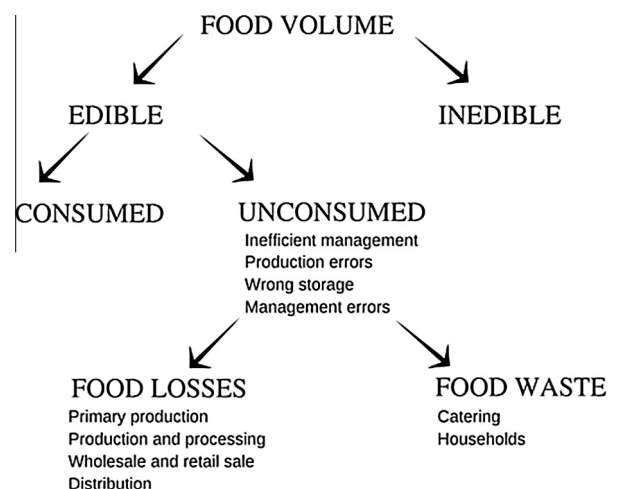 FOOD VOLUME
EDIBLE
INEDIBLE
CONSUMED
UNCONSUMED
Inefficient management
Production errors
Wrong storage
Management errors
FOOD LOSSES
Primary production
Production and processing
Wholesale and retail sale
Distribution
FOOD WASTE
Catering
Households